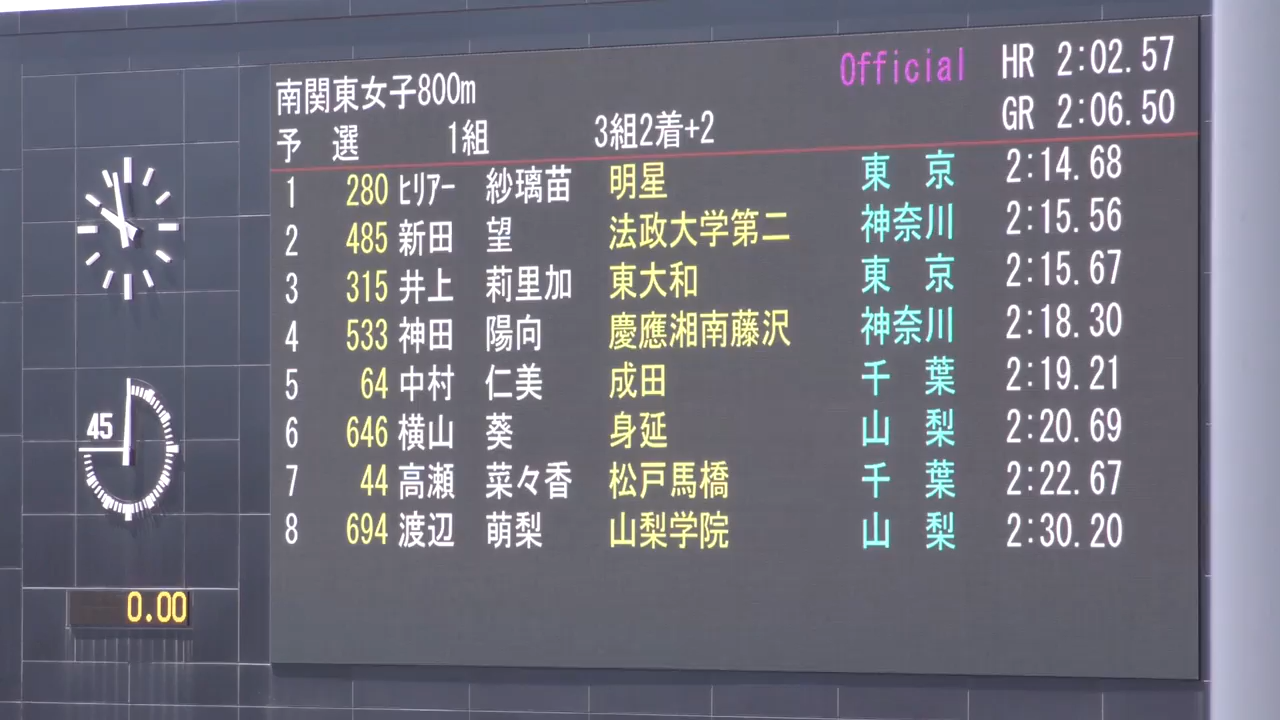 南関東女子800m Official HR 2:02.57
予 選 1組 3組2着+2 GR 2:06.50
1 280 ﾋﾘｱｰ 紗璃苗 明星 東 京 2:14.68
2 485 新田 望 法政大学第二 神奈川 2:15.56
3 315 井上 莉里加 東大和 東 京 2:15.67
4 533 神田 陽向 慶應湘南藤沢 神奈川 2:18.30
5 64 中村 仁美 成田 千 葉 2:19.21
6 646 横山 葵 身延 山 梨 2:20.69
7 44 高瀬 菜々香 松戸馬橋 千 葉 2:22.67
8 694 渡辺 萌梨 山梨学院 山 梨 2:30.20
45
0.00